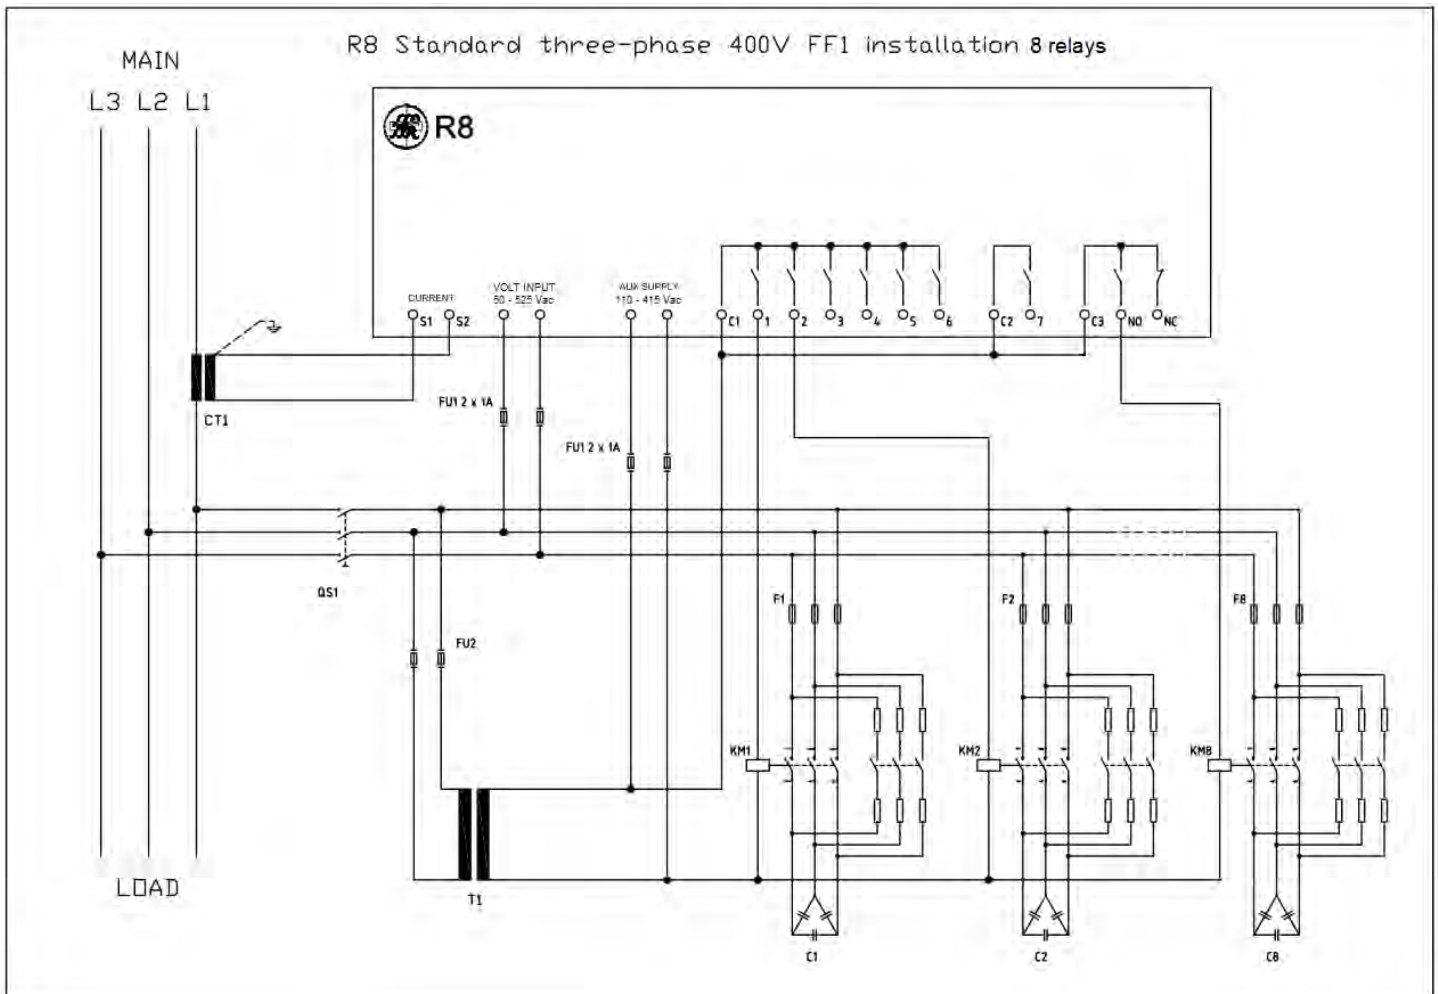 R8 Standard three-phase 400V FF1 installation 8 relays
MAIN
L3 L2 L1
R8
CURRENT
VOLT INPUT
50 - 525 Vac
AUX SUPPLY
110 - 415 Vac
S1 S2 C1 1 2 3 4 5 6 C2 7 C3 NO NC
CT1
FU1 2 x 1A
FU1 2 x 1A
QS1
F1 F2 F8
FU2
KM1 KM2 KM8
LOAD
T1
C1 C2 C8